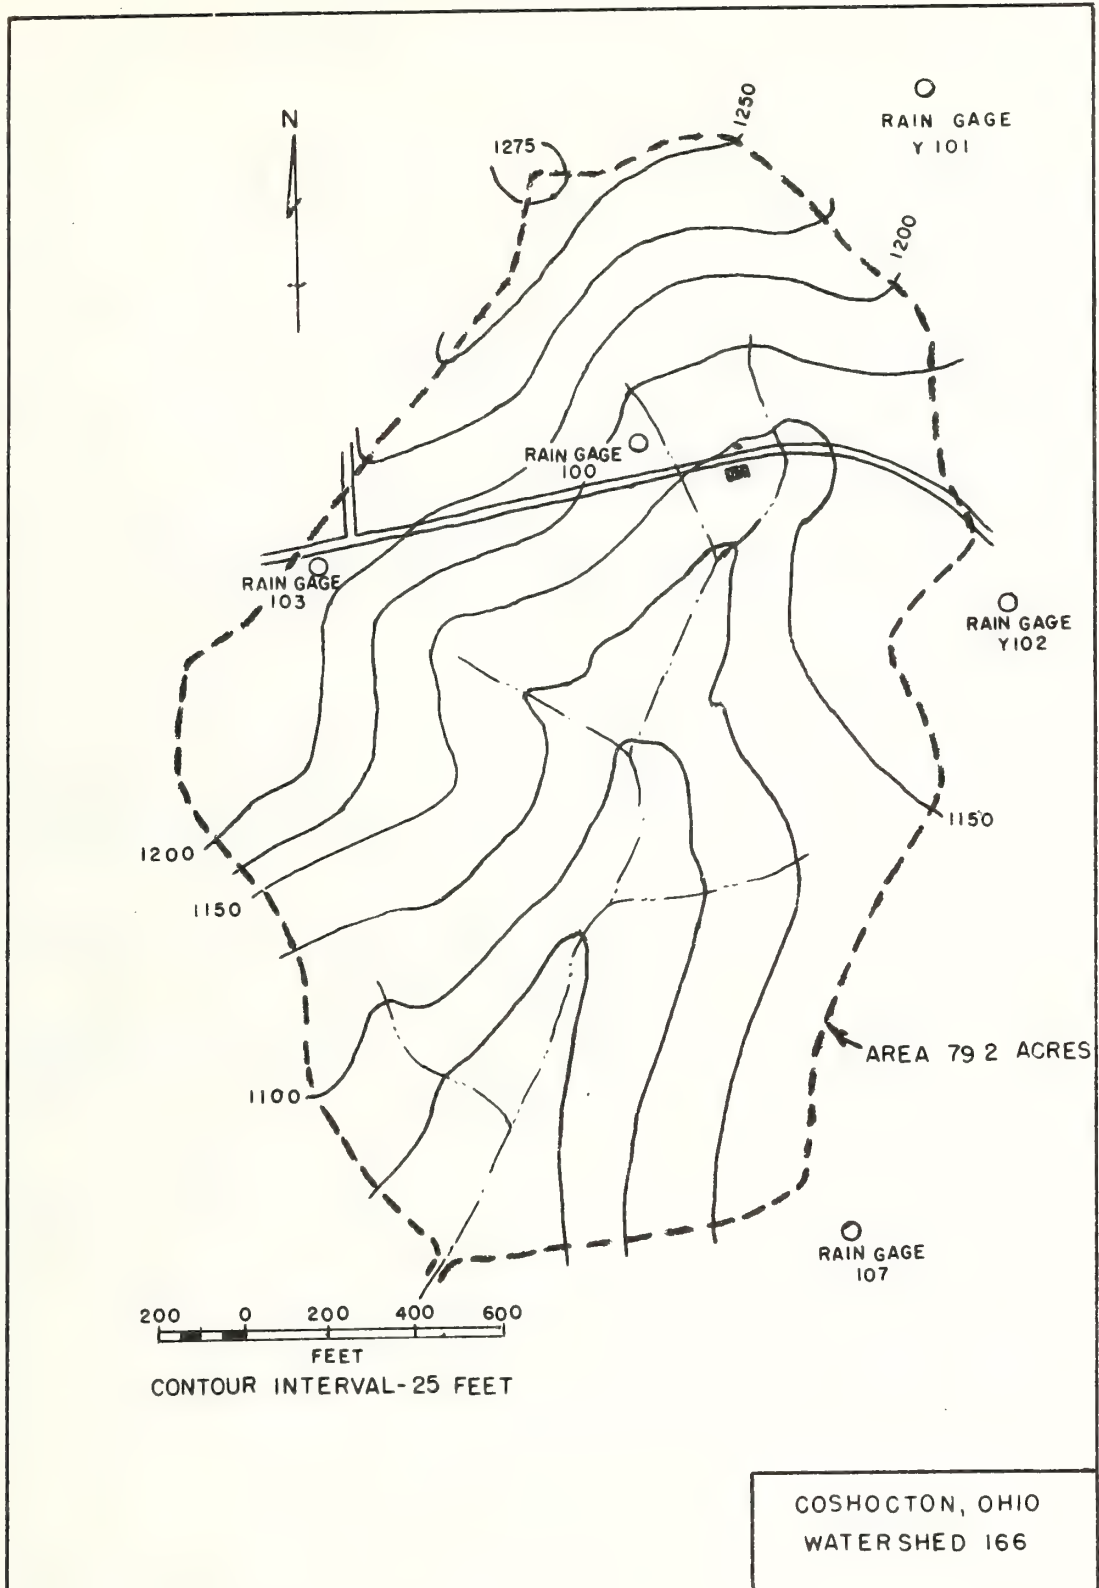 1250
RAIN GAGE
Y 101
N
1275
1200
RAIN GAGE
100
RAIN GAGE
103
RAIN GAGE
Y102
1150
1200
1150
AREA 79 2 ACRES
1100
RAIN GAGE
107
200 0 200 400 600
FEET
CONTOUR INTERVAL-25 FEET
COSHOCTON, OHIO
WATERSHED 166